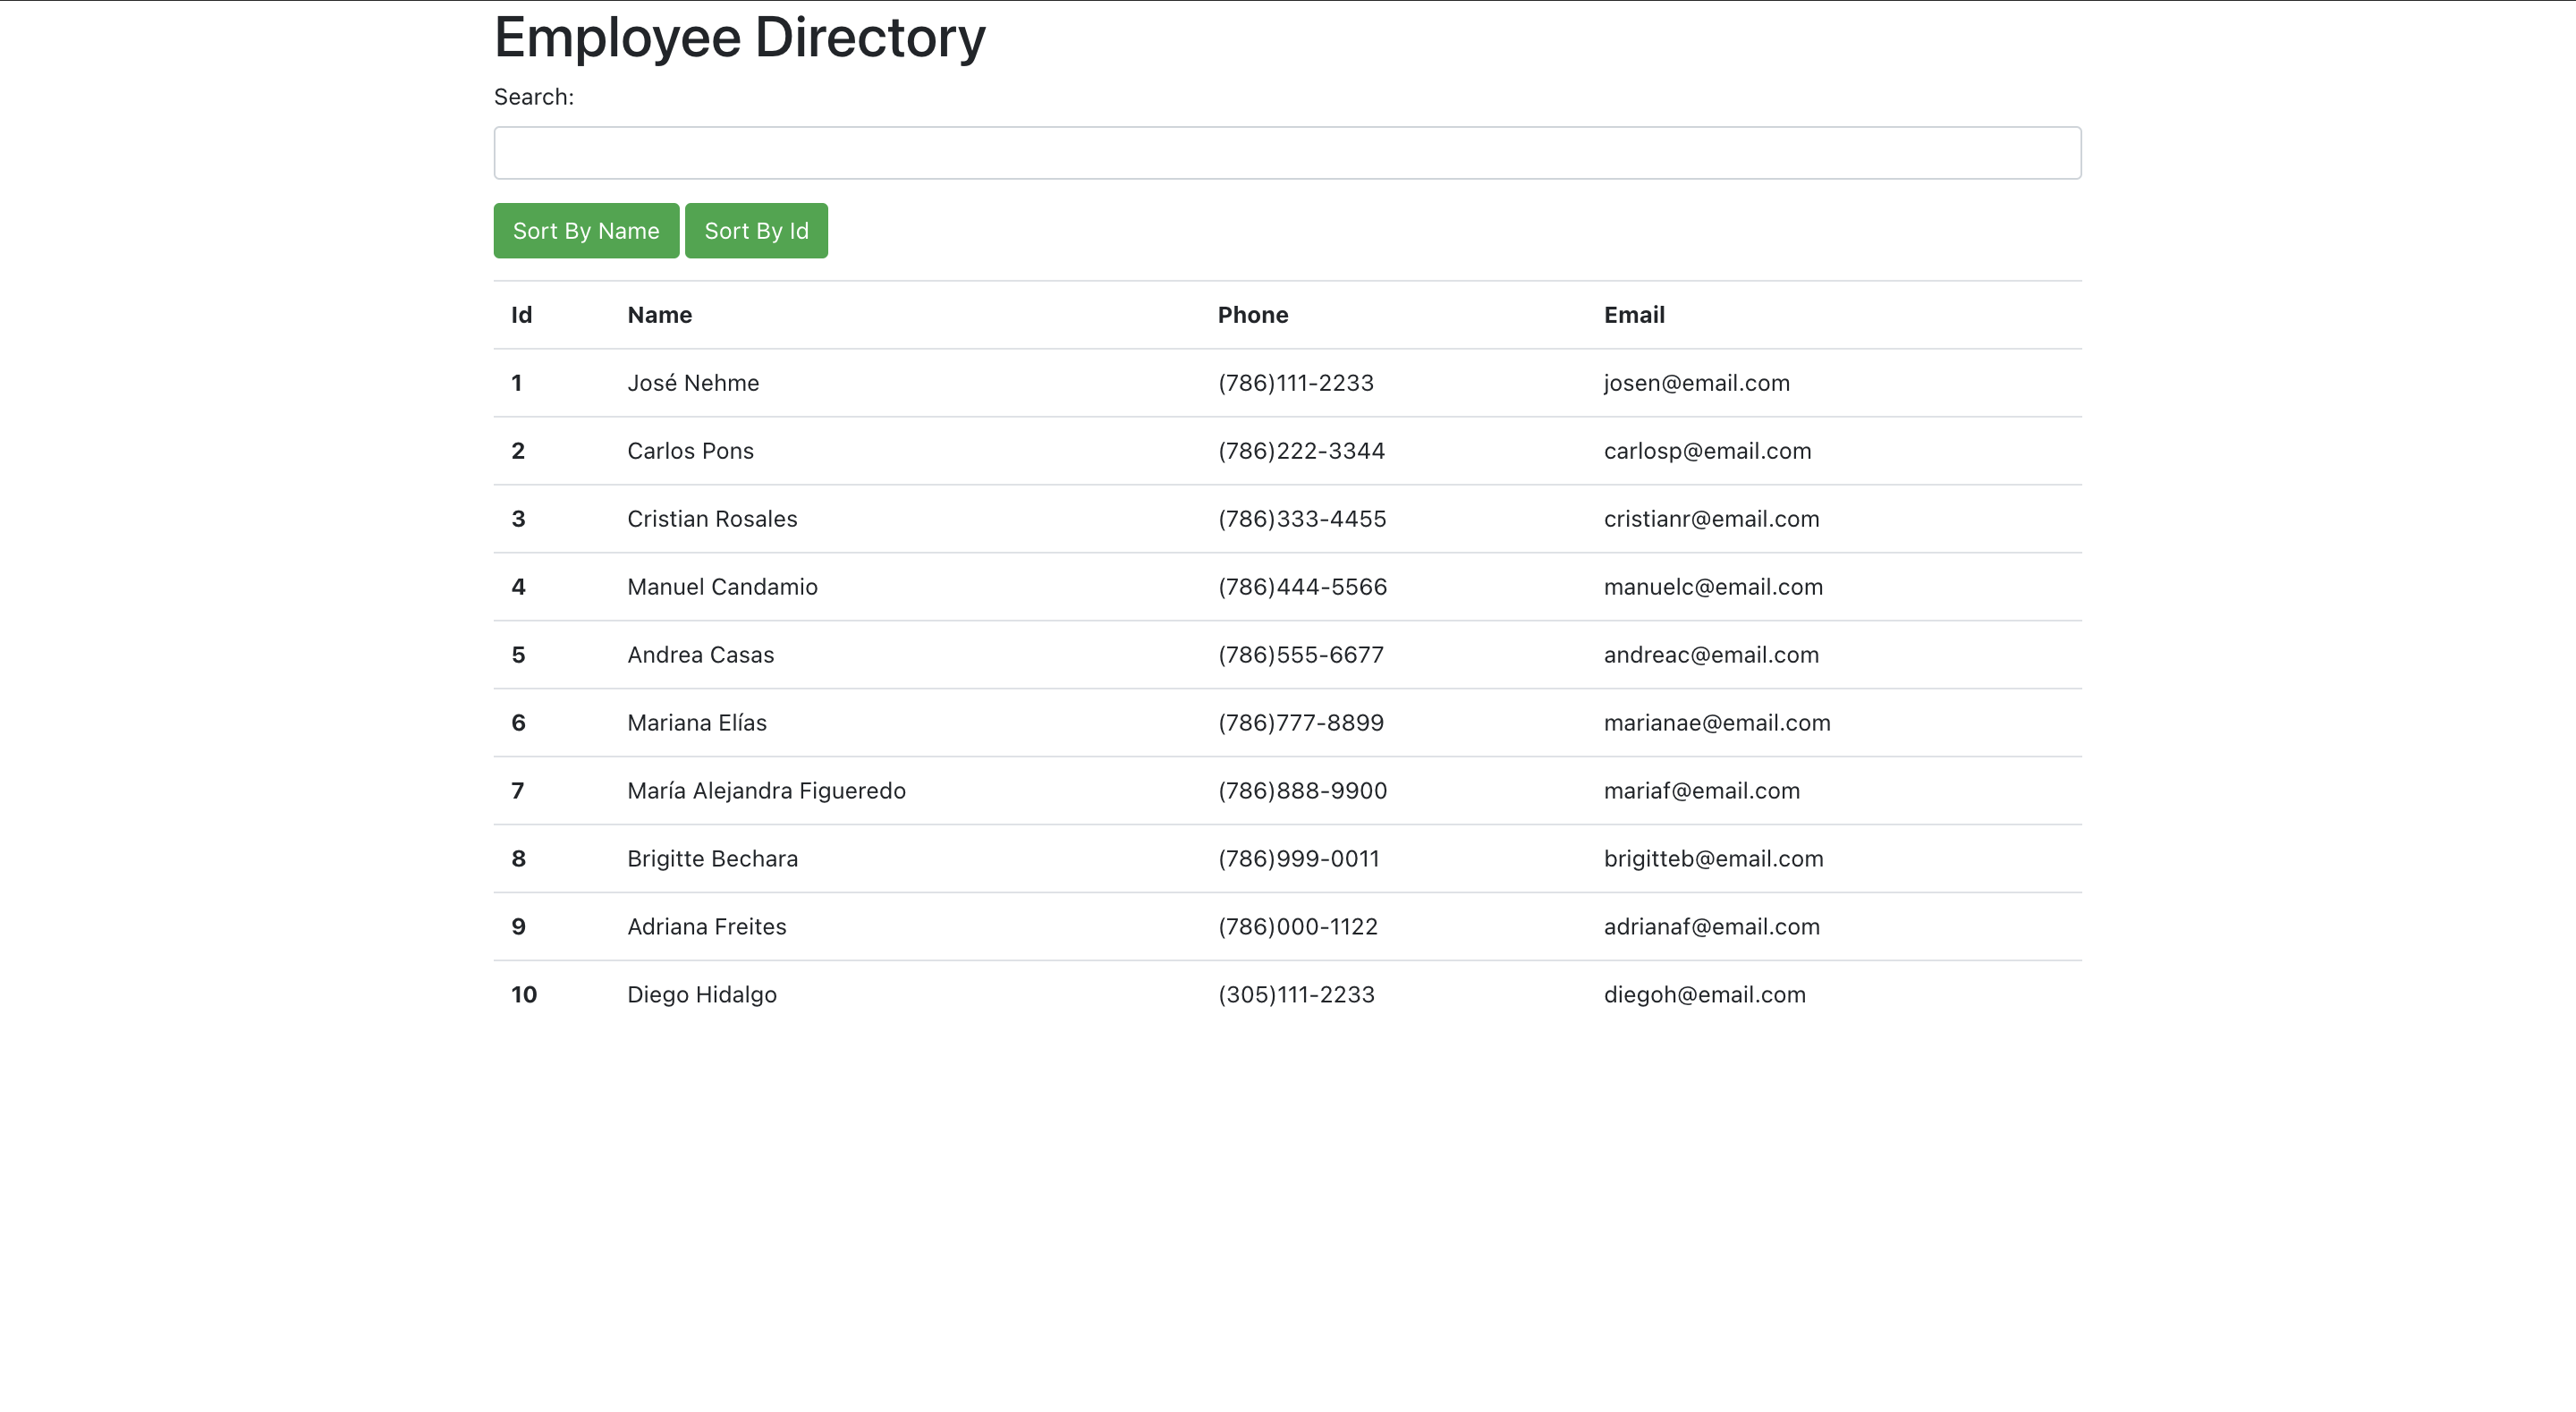 Employee Directory
Search:
Sort By Name Sort By Id
Id Name Phone Email
1 José Nehme (786)111-2233 josen@email.com
2 Carlos Pons (786)222-3344 carlosp@email.com
3 Cristian Rosales (786)333-4455 cristianr@email.com
4 Manuel Candamio (786)444-5566 manuelc@email.com
5 Andrea Casas (786)555-6677 andreac@email.com
6 Mariana Elías (786)777-8899 marianae@email.com
7 María Alejandra Figueredo (786)888-9900 mariaf@email.com
8 Brigitte Bechara (786)999-0011 brigitteb@email.com
9 Adriana Freites (786)000-1122 adrianaf@email.com
10 Diego Hidalgo (305)111-2233 diegoh@email.com